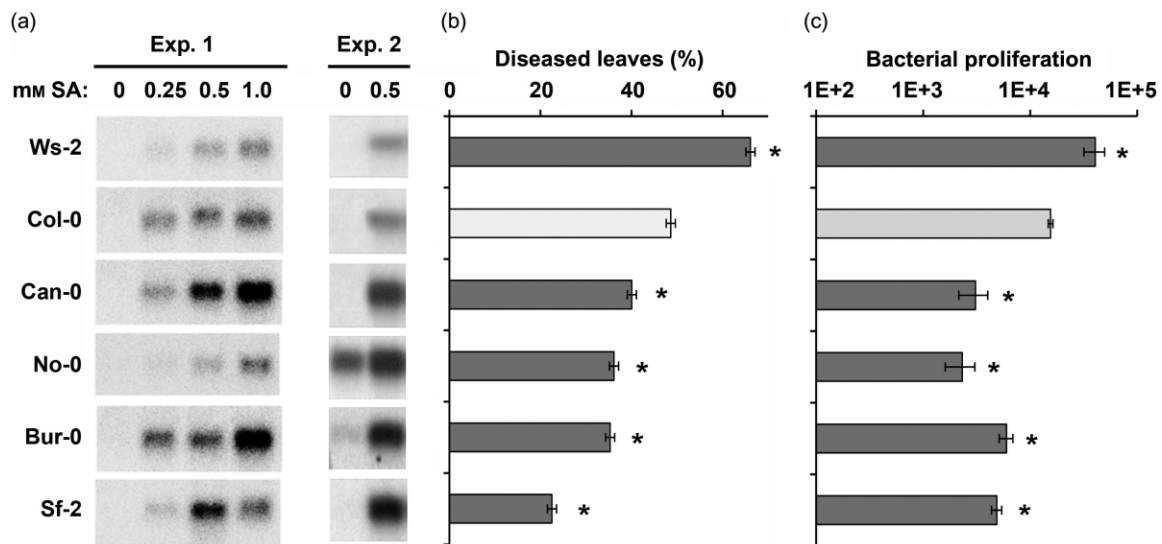 (a)
Exp. 1
Exp. 2
mM SA: 0 0.25 0.5 1.0 0 0.5
Ws-2
Col-0
Can-0
No-0
Bur-0
Sf-2
(b)
Diseased leaves (%)
0 20 40 60
*
*
*
*
*
(c)
Bacterial proliferation
1E+2 1E+3 1E+4 1E+5
*
*
*
*
*